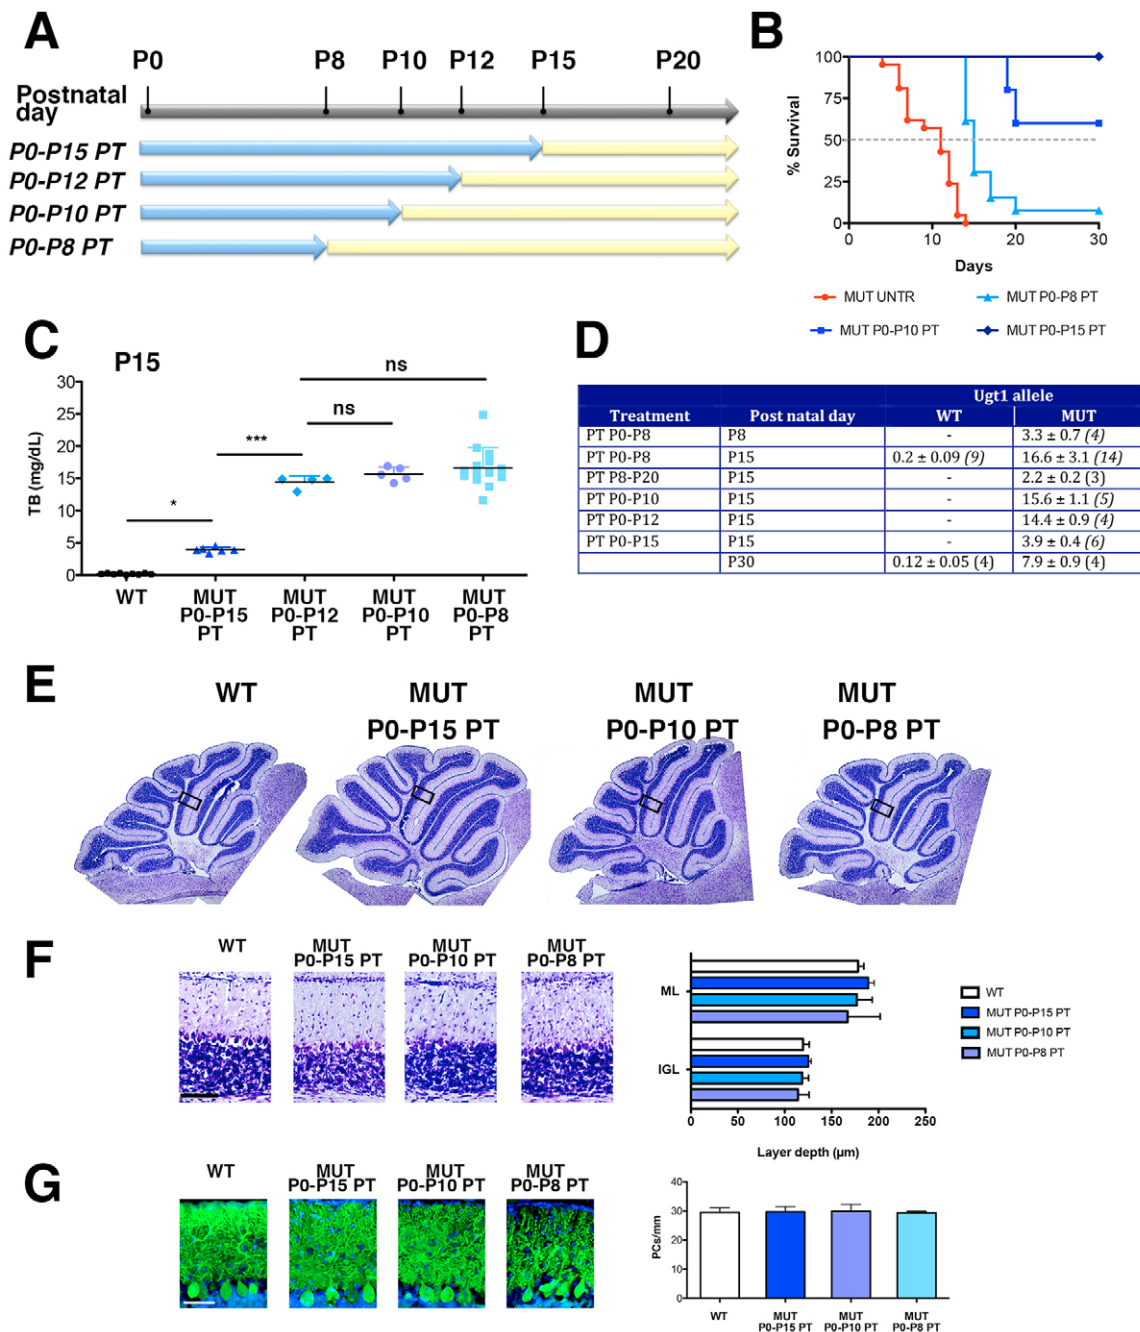 A
P0 P8 P10 P12 P15 P20
Postnatal
day
P0-P15 PT
P0-P12 PT
P0-P10 PT
P0-P8 PT
B
% Survival
100
75
50
25
0
0 10 20 30
Days
MUT UNTR
MUT P0-P8 PT
MUT P0-P10 PT
MUT P0-P15 PT
C
P15
TB (mg/dL)
30
25
20
15
10
5
0
*
***
ns
ns
WT
MUT
P0-P15
PT
MUT
P0-P12
PT
MUT
P0-P10
PT
MUT
P0-P8
PT
D
Ugt1 allele
Treatment Post natal day WT MUT
PT P0-P8 P8 - 3.3 ± 0.7 (4)
PT P0-P8 P15 0.2 ± 0.09 (9) 16.6 ± 3.1 (14)
PT P8-P20 P15 - 2.2 ± 0.2 (3)
PT P0-P10 P15 - 15.6 ± 1.1 (5)
PT P0-P12 P15 - 14.4 ± 0.9 (4)
PT P0-P15 P15 - 3.9 ± 0.4 (6)
P30 0.12 ± 0.05 (4) 7.9 ± 0.9 (4)
E
WT
MUT
P0-P15 PT
MUT
P0-P10 PT
MUT
P0-P8 PT
F
WT
MUT
P0-P15 PT
MUT
P0-P10 PT
MUT
P0-P8 PT
ML
IGL
0 50 100 150 200 250
Layer depth (µm)
WT
MUT P0-P15 PT
MUT P0-P10 PT
MUT P0-P8 PT
G
WT
MUT
P0-P15 PT
MUT
P0-P10 PT
MUT
P0-P8 PT
PCs/mm
40
30
20
10
0
WT
MUT
P0-P15 PT
MUT
P0-P10 PT
MUT
P0-P8 PT